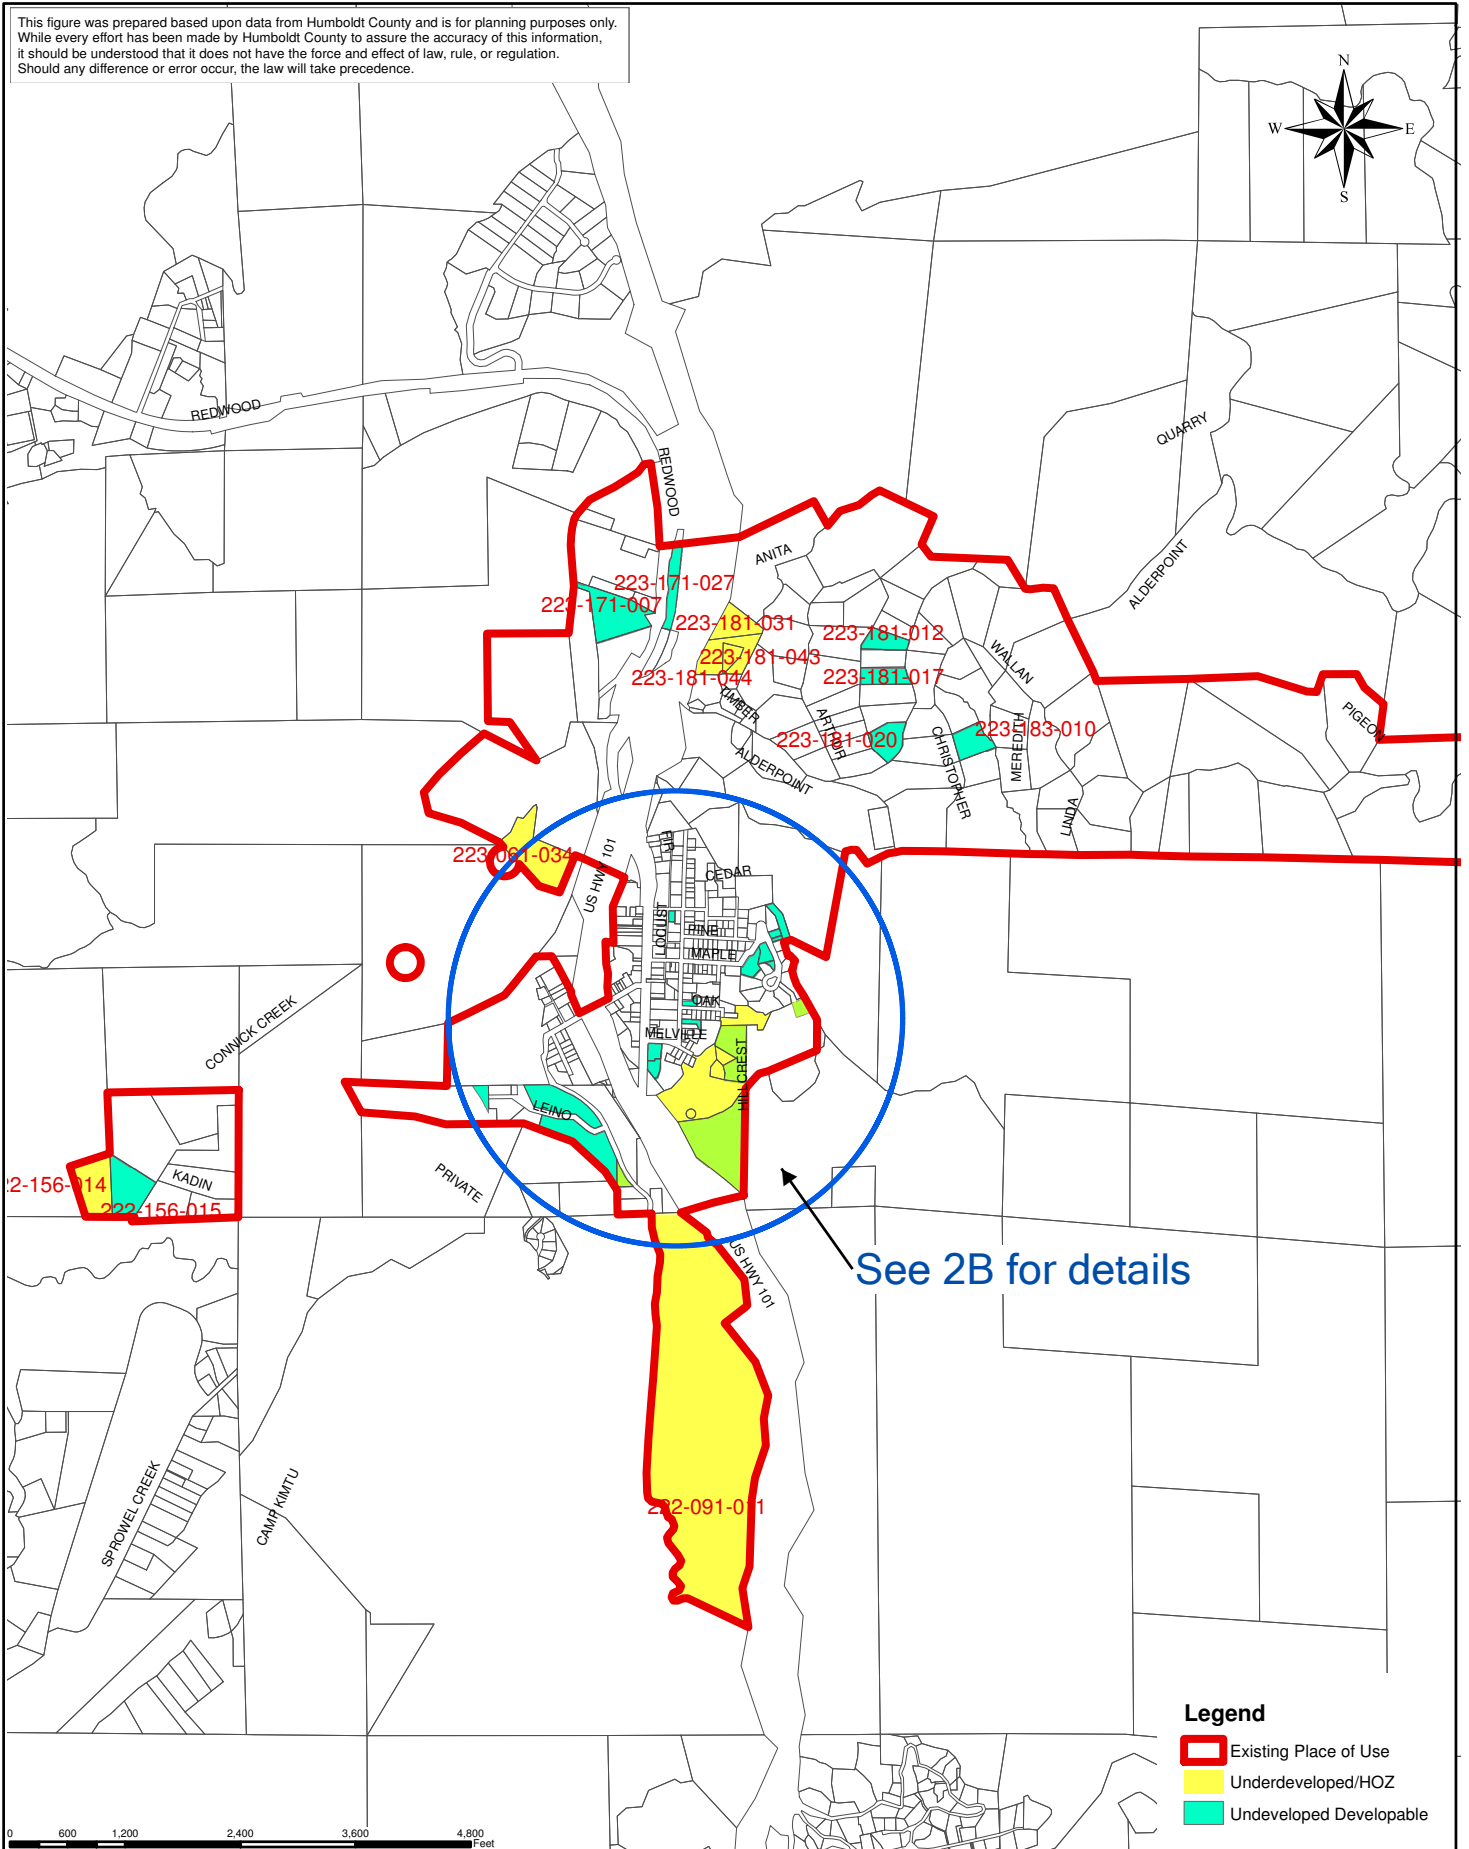 This figure was prepared based upon data from Humboldt County and is for planning purposes only.
While every effort has been made by Humboldt County to assure the accuracy of this information,
it should be understood that it does not have the force and effect of law, rule, or regulation.
Should any difference or error occur, the law will take precedence.
N
W E
S
REDWOOD
QUARRY
REDWOOD
ANITA
ALDERPOINT
223-171-027
223-171-007
223-181-031
223-181-012
WALLAN
223-181-043
223-181-044
223-181-017
TIMBER
ARTHUR
PIGEON
223-181-020
CHRISTOPHER
MEREDITH
223-183-010
ALDERPOINT
LINDA
FIR
223-061-034
US HWY 101
CEDAR
LOCUST
PINE
MAPLE
OAK
CONNICK CREEK
MELVILLE
HILLCREST
LEINO
PRIVATE
KADIN
22-156-014
222-156-015
US HWY 101
See 2B for details
222-091-011
SPROWEL CREEK
CAMP KIMTU
Legend
Existing Place of Use
Underdeveloped/HOZ
Undeveloped Developable
0 600 1,200 2,400 3,600 4,800
Feet